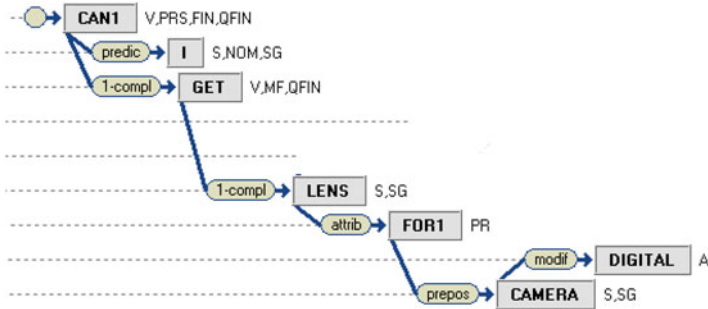 CAN1 V,PRS,FIN,QFIN
predic I S,NOM,SG
1-compl GET V,MF,QFIN
1-compl LENS S,SG
attrib FOR1 PR
modif DIGITAL A
prepos CAMERA S,SG